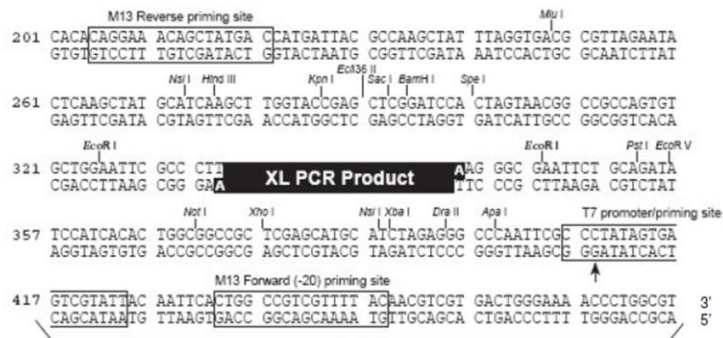 M13 Reverse priming site
Mlu I
201 CACACAGGAA ACAGCTATGA CCATGATTAC GCCAAGCTAT TTAGGTGACG CGTTAGAATA
GTGTGTCCTT TGTCGATACT GGTACTAATG CGGTTCGATA AATCCACTGC GCAATCTTAT
Nsi I Hind III Kpn I Ecl136 II Sac I BamH I Spe I
261 CTCAAGCTAT GCATCAAGCT TGGTACCGAG CTCGGATCCA CTAGTAACGG CCGCCAGTGT
GAGTTCGATA CGTAGTTCGA ACCATGGCTC GAGCCTAGGT GATCATTGCC GGCGGTCACA
EcoR I EcoR I Pst I EcoR V
321 GCTGGAATTC GCC CTT XL PCR Product A AG GGC GAATTCT GCAGATA
CGACCTTAAG CGG GA A TTC CCG CTTAAGA CGTCTAT
Not I Xho I Nsi I Xba I Dra II Apa I T7 promoter/priming site
357 TCCATCACAC TGGCGGCCGC TCGAGCATGC ATCTAGAGGG CCCAATTCGC CCTATAGTGA
AGGTAGTGTG ACCGCCGGCG AGCTCGTACG TAGATCTCCC GGGTTAAGCG GGATATCACT
M13 Forward (-20) priming site
417 GTCGTATTAC AATTCACTGG CCGTCGTTTT ACAACGTCGT GACTGGGAAA ACCCTGGCGT 3'
CAGCATAATG TTAAGTGACC GGCAGCAAAA TGTTGCAGCA CTGACCCTTT TGGGACCGCA 5'